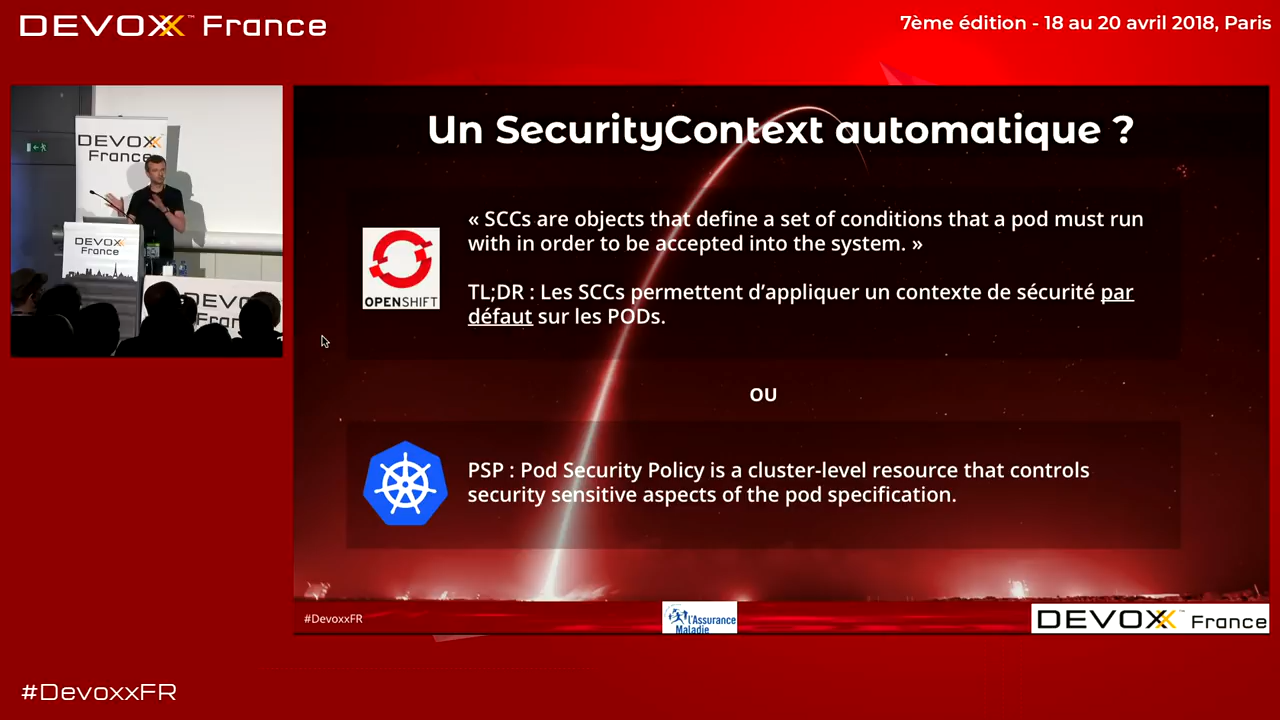 DEVOXX™ France
7ème édition - 18 au 20 avril 2018, Paris
DEVOXX
France
DEVOXX
France
DEVOXX
France
Un SecurityContext automatique ?
« SCCs are objects that define a set of conditions that a pod must run
with in order to be accepted into the system. »
OPENSHIFT
TL;DR : Les SCCs permettent d’appliquer un contexte de sécurité par
défaut sur les PODs.
OU
PSP : Pod Security Policy is a cluster-level resource that controls
security sensitive aspects of the pod specification.
#DevoxxFR
l'Assurance
Maladie
DEVOXX™ France
#DevoxxFR